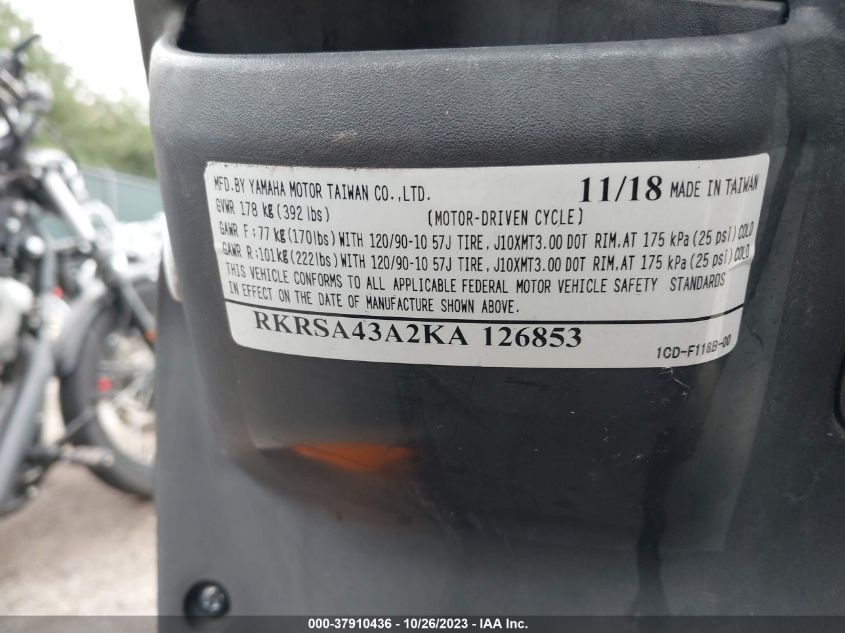 MFD.BY YAMAHA MOTOR TAIWAN CO.,LTD. 11/18 MADE IN TAIWAN
GVWR 178 kg (392 lbs) (MOTOR-DRIVEN CYCLE)
GAWR F:77 kg (170lbs) WITH 120/90-10 57J TIRE, J10XMT3.00 DOT RIM, AT 175 kPa (25 psi) COLD
GAWR R:101kg (222lbs) WITH 120/90-10 57J TIRE, J10XMT3.00 DOT RIM, AT 175 kPa (25 psi) COLD
THIS VEHICLE CONFORMS TO ALL APPLICABLE FEDERAL MOTOR VEHICLE SAFETY STANDARDS
IN EFFECT ON THE DATE OF MANUFACTURE SHOWN ABOVE.
RKRSA43A2KA 126853
1CD-F118B-00
000-37910436 - 10/26/2023 - IAA Inc.